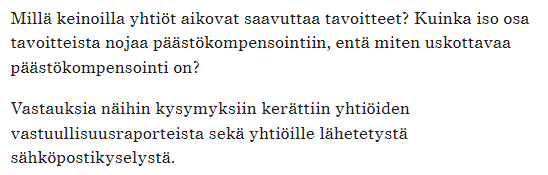 Millä keinoilla yhtiöt aikovat saavuttaa tavoitteet? Kuinka iso osa
tavoitteista nojaa päästökompensointiin, entä miten uskottavaa
päästökompensointi on?
Vastauksia näihin kysymyksiin kerättiin yhtiöiden
vastuullisuusraporteista sekä yhtiöille lähetetystä
sähköpostikyselystä.